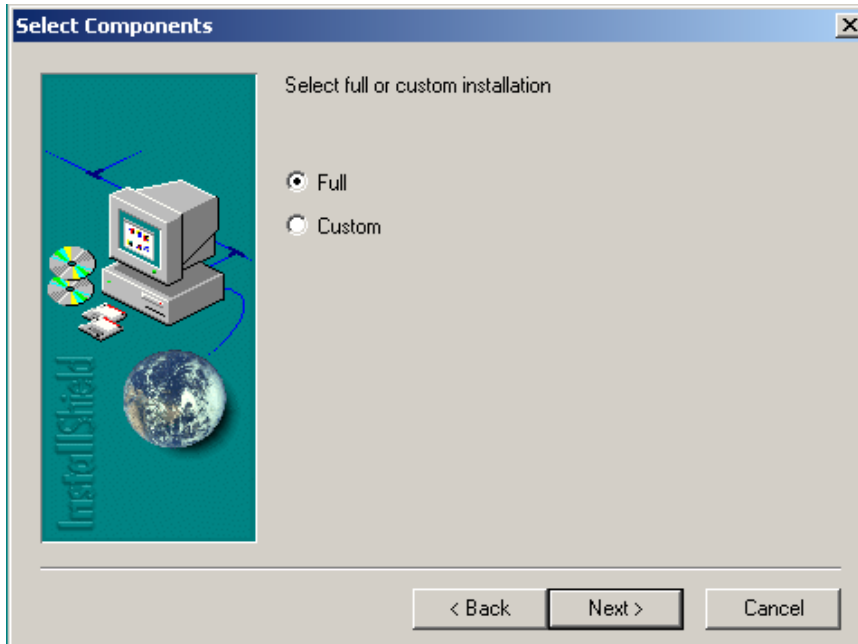 Select Components
Select full or custom installation
Full
Custom
InstallShield
< Back
Next >
Cancel